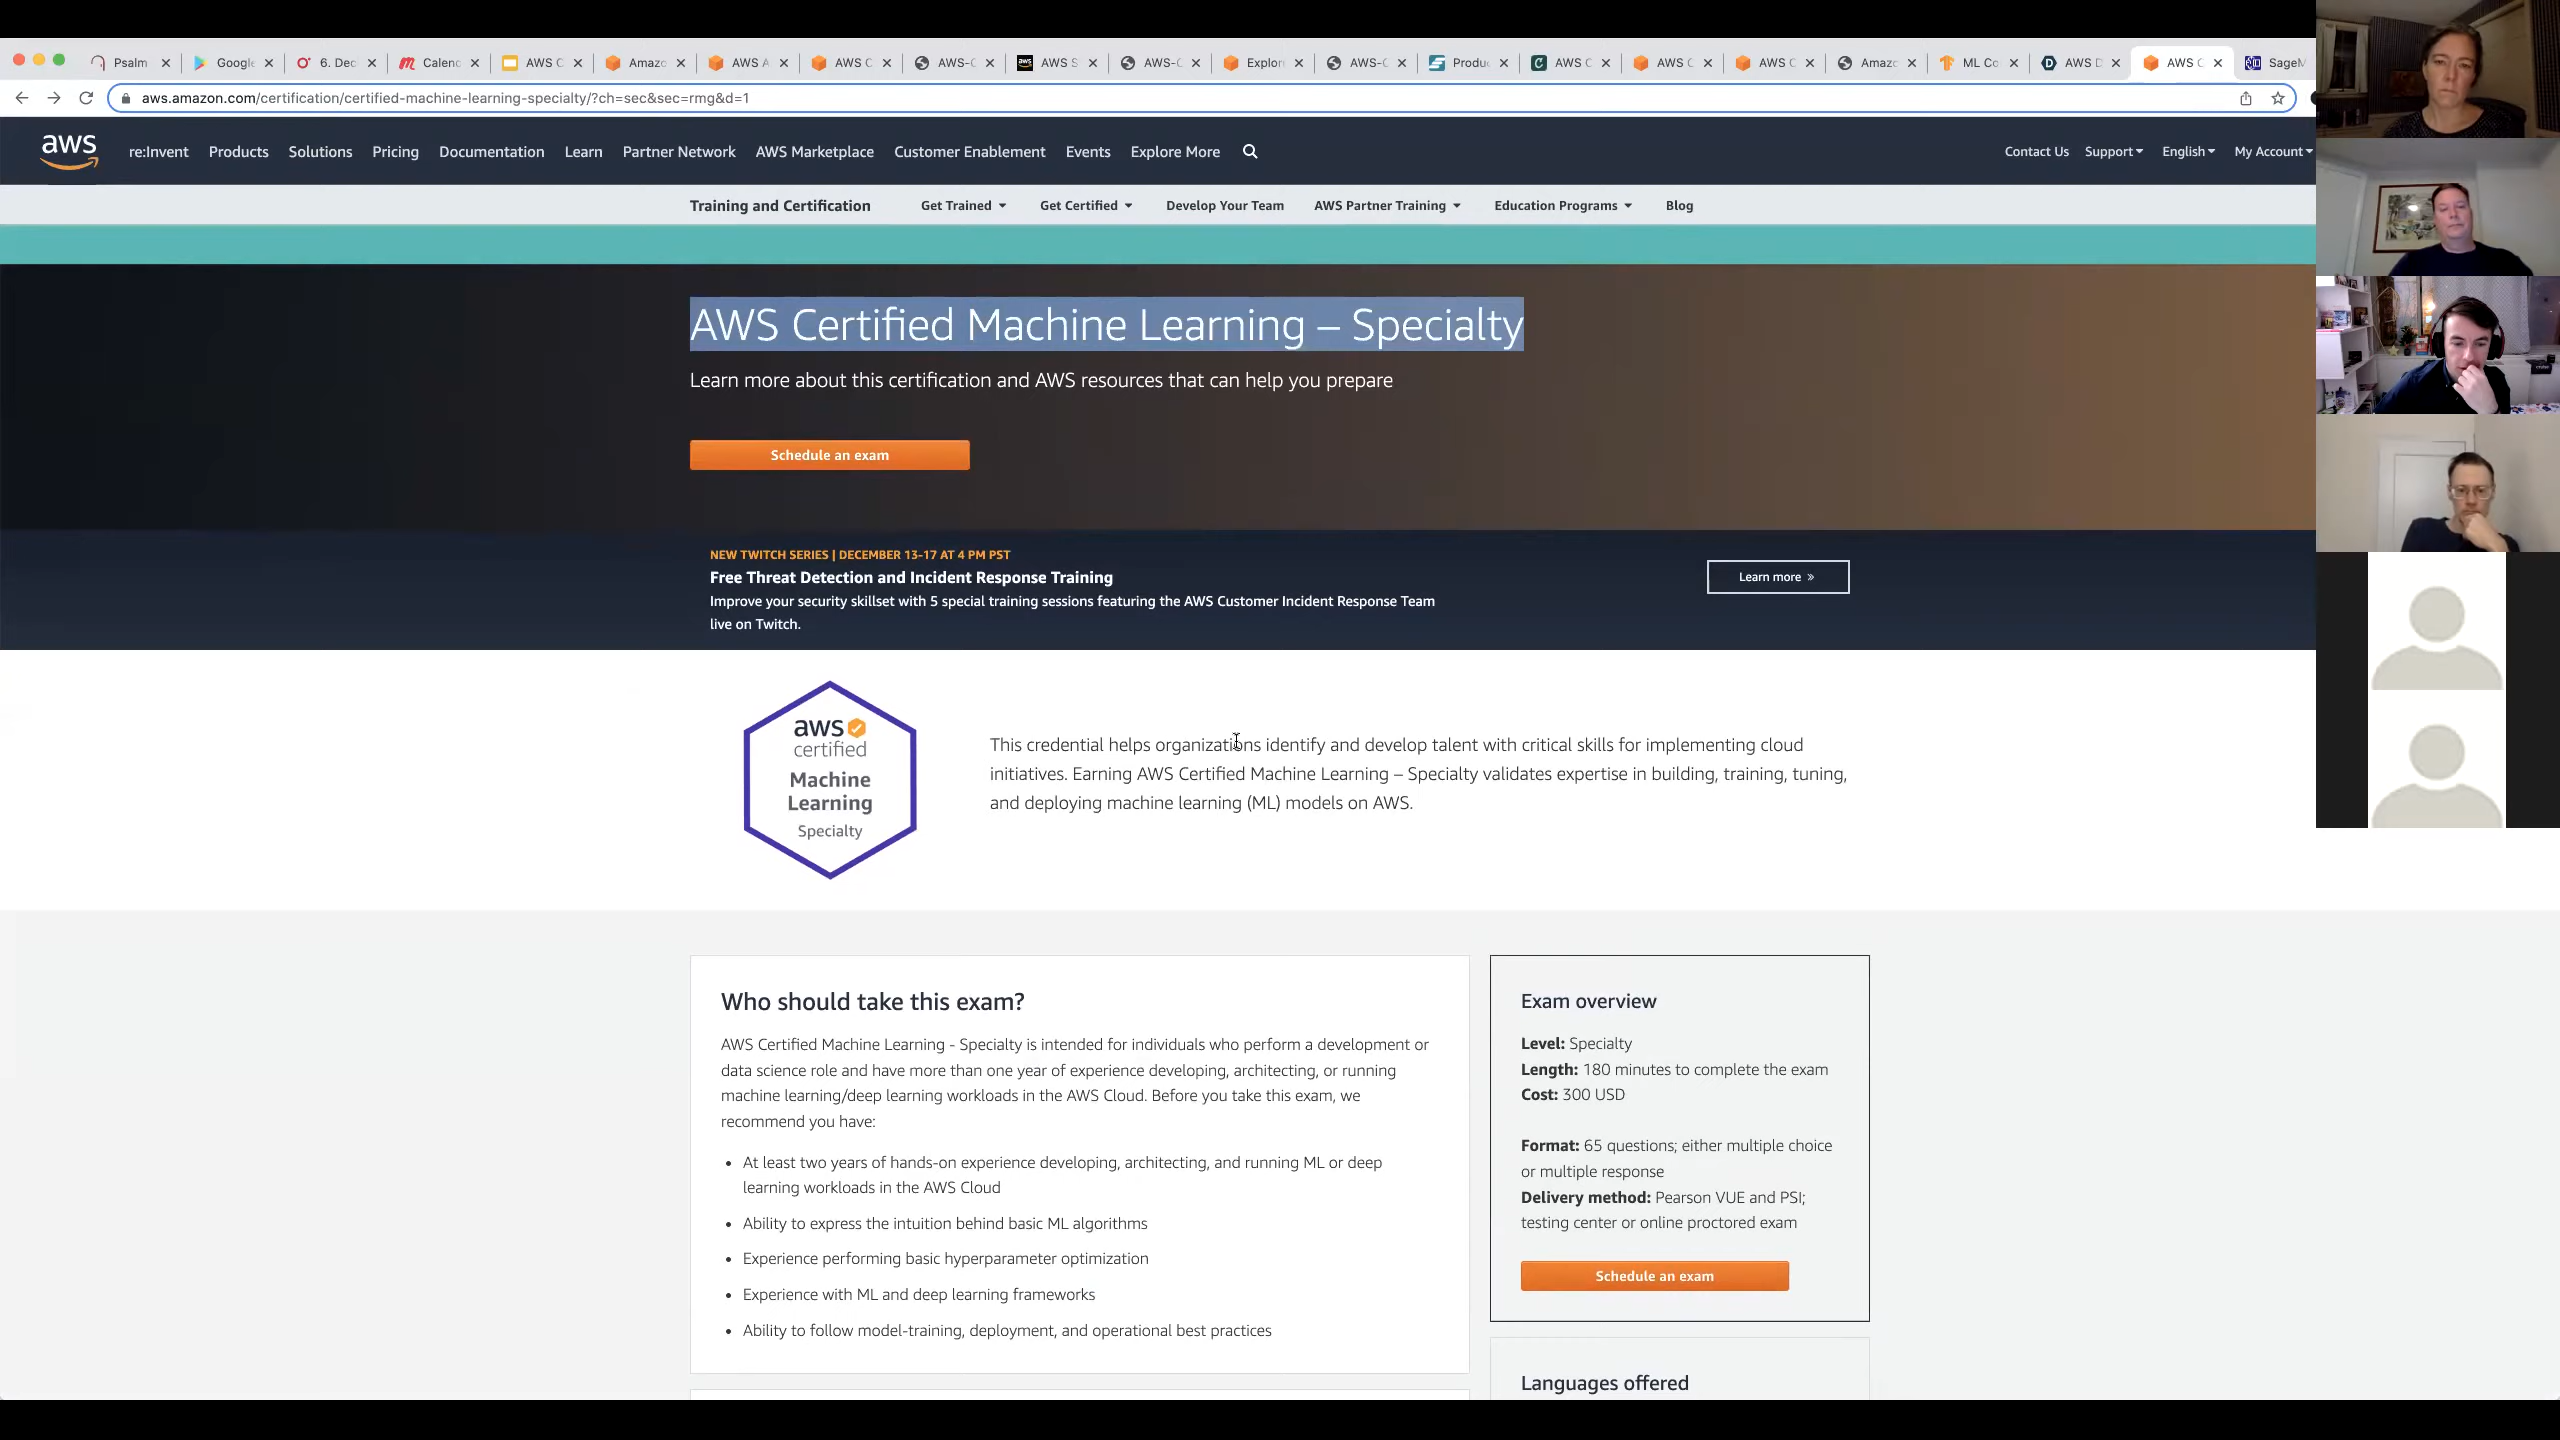 Psalm
Google
6. Dec
Calenc
AWS C
Amazo
AWS A
AWS C
AWS-C
AWS S
AWS-C
Explor
AWS-C
Produc
AWS C
AWS C
AWS C
Amazo
ML Co
AWS D
AWS C
SageM
aws.amazon.com/certification/certified-machine-learning-specialty/?ch=sec&sec=rmg&d=1
aws
re:Invent Products Solutions Pricing Documentation Learn Partner Network AWS Marketplace Customer Enablement Events Explore More
Contact Us Support English My Account
Training and Certification Get Trained Get Certified Develop Your Team AWS Partner Training Education Programs Blog
AWS Certified Machine Learning – Specialty
Learn more about this certification and AWS resources that can help you prepare
Schedule an exam
NEW TWITCH SERIES | DECEMBER 13-17 AT 4 PM PST
Free Threat Detection and Incident Response Training
Improve your security skillset with 5 special training sessions featuring the AWS Customer Incident Response Team
live on Twitch.
Learn more »
aws
certified
Machine
Learning
Specialty
This credential helps organizations identify and develop talent with critical skills for implementing cloud
initiatives. Earning AWS Certified Machine Learning – Specialty validates expertise in building, training, tuning,
and deploying machine learning (ML) models on AWS.
Who should take this exam?
AWS Certified Machine Learning - Specialty is intended for individuals who perform a development or
data science role and have more than one year of experience developing, architecting, or running
machine learning/deep learning workloads in the AWS Cloud. Before you take this exam, we
recommend you have:
• At least two years of hands-on experience developing, architecting, and running ML or deep
learning workloads in the AWS Cloud
• Ability to express the intuition behind basic ML algorithms
• Experience performing basic hyperparameter optimization
• Experience with ML and deep learning frameworks
• Ability to follow model-training, deployment, and operational best practices
Exam overview
Level: Specialty
Length: 180 minutes to complete the exam
Cost: 300 USD
Format: 65 questions; either multiple choice
or multiple response
Delivery method: Pearson VUE and PSI;
testing center or online proctored exam
Schedule an exam
Languages offered